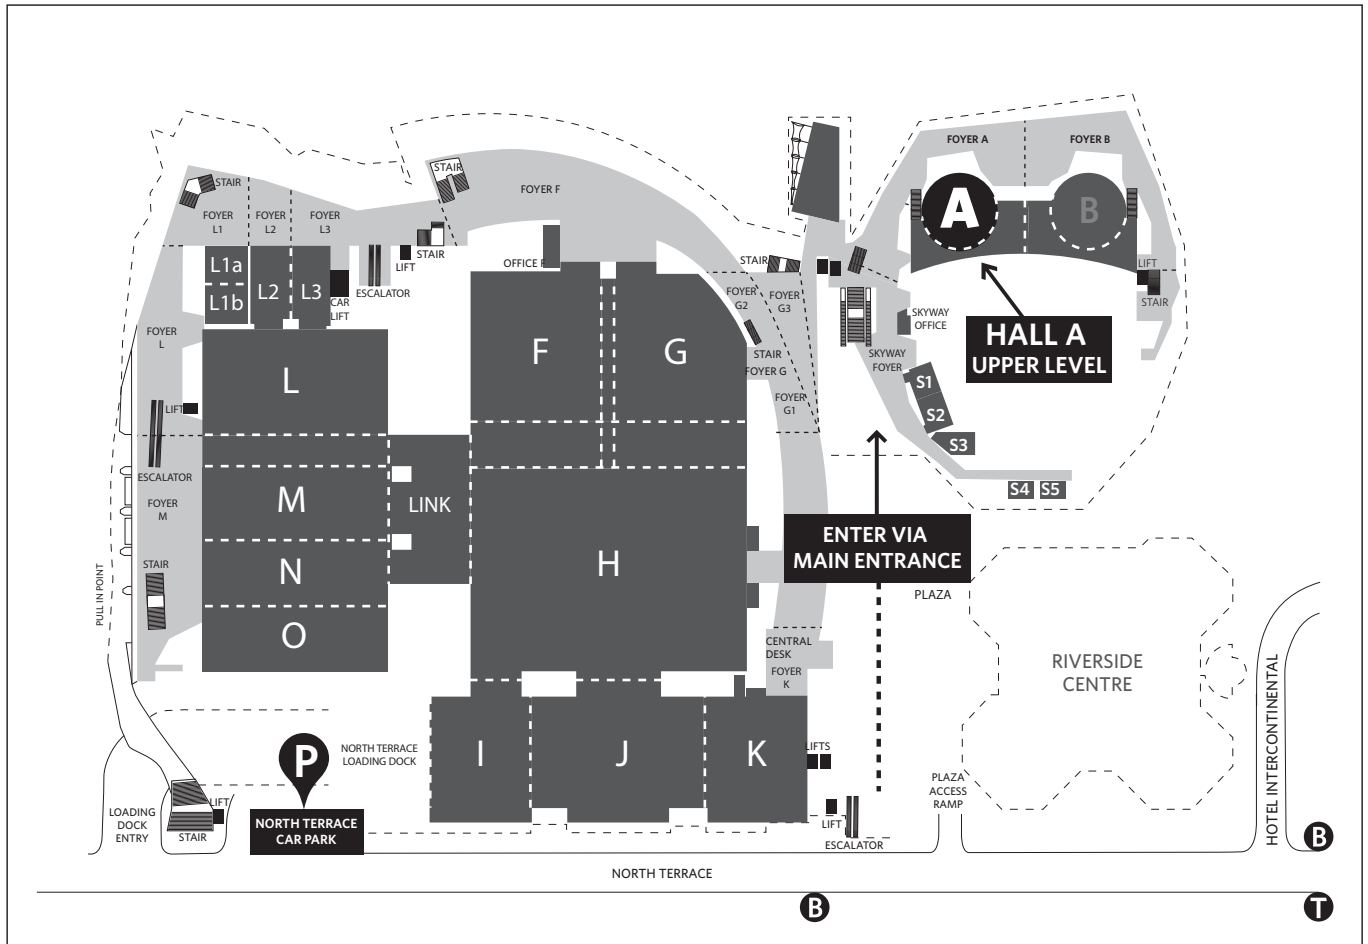 FOYER A
FOYER B
STAIR
STAIR
FOYER F
FOYER
L1
FOYER
L2
FOYER
L3
A
B
STAIR
LIFT
OFFICE F
STAIR
LIFT
L1a
L1b
L2
L3
ESCALATOR
CAR
LIFT
FOYER
G2
FOYER
G3
STAIR
SKYWAY
OFFICE
FOYER
L
HALL A
UPPER LEVEL
F
G
STAIR
FOYER G
SKYWAY
FOYER
L
S1
FOYER
G1
S2
LIFT
S3
ESCALATOR
FOYER
M
M
LINK
S4
S5
ENTER VIA
MAIN ENTRANCE
STAIR
N
H
PULL IN POINT
PLAZA
O
CENTRAL
DESK
FOYER
K
RIVERSIDE
CENTRE
P
NORTH TERRACE
LOADING DOCK
I
J
K
LIFTS
HOTEL INTERCONTINENTAL
PLAZA
ACCESS
RAMP
LOADING
DOCK
ENTRY
LIFT
STAIR
NORTH TERRACE
CAR PARK
LIFT
ESCALATOR
B
NORTH TERRACE
B
T